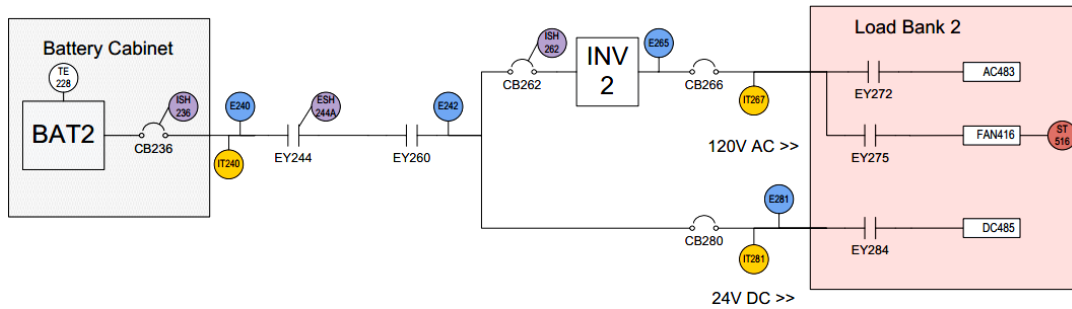 Battery Cabinet
TE
228
BAT2
ISH
236
CB236
E240
IT240
ESH
244A
EY244
E242
EY260
ISH
262
CB262
INV
2
E265
CB266
IT267
120V AC >>
Load Bank 2
EY272
AC483
EY275
FAN416
ST
516
CB280
E281
IT281
24V DC >>
EY284
DC485